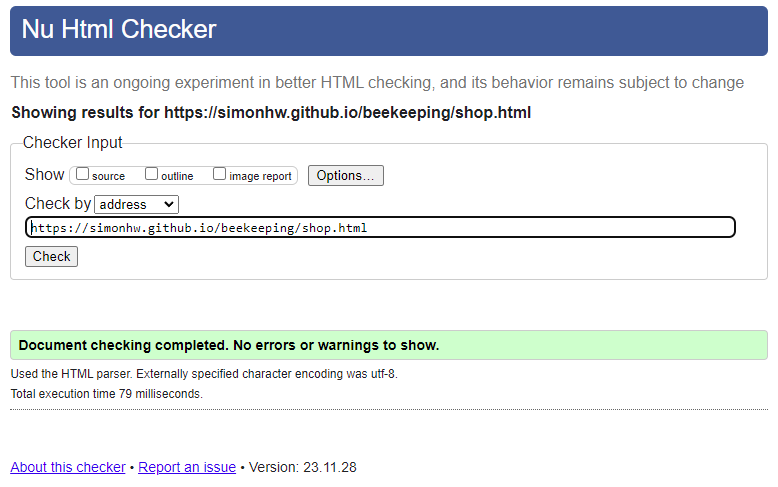 Nu Html Checker
This tool is an ongoing experiment in better HTML checking, and its behavior remains subject to change
Showing results for https://simonhw.github.io/beekeeping/shop.html
Checker Input
Show source outline image report Options...
Check by address
https://simonhw.github.io/beekeeping/shop.html
Check
Document checking completed. No errors or warnings to show.
Used the HTML parser. Externally specified character encoding was utf-8.
Total execution time 79 milliseconds.
About this checker • Report an issue • Version: 23.11.28